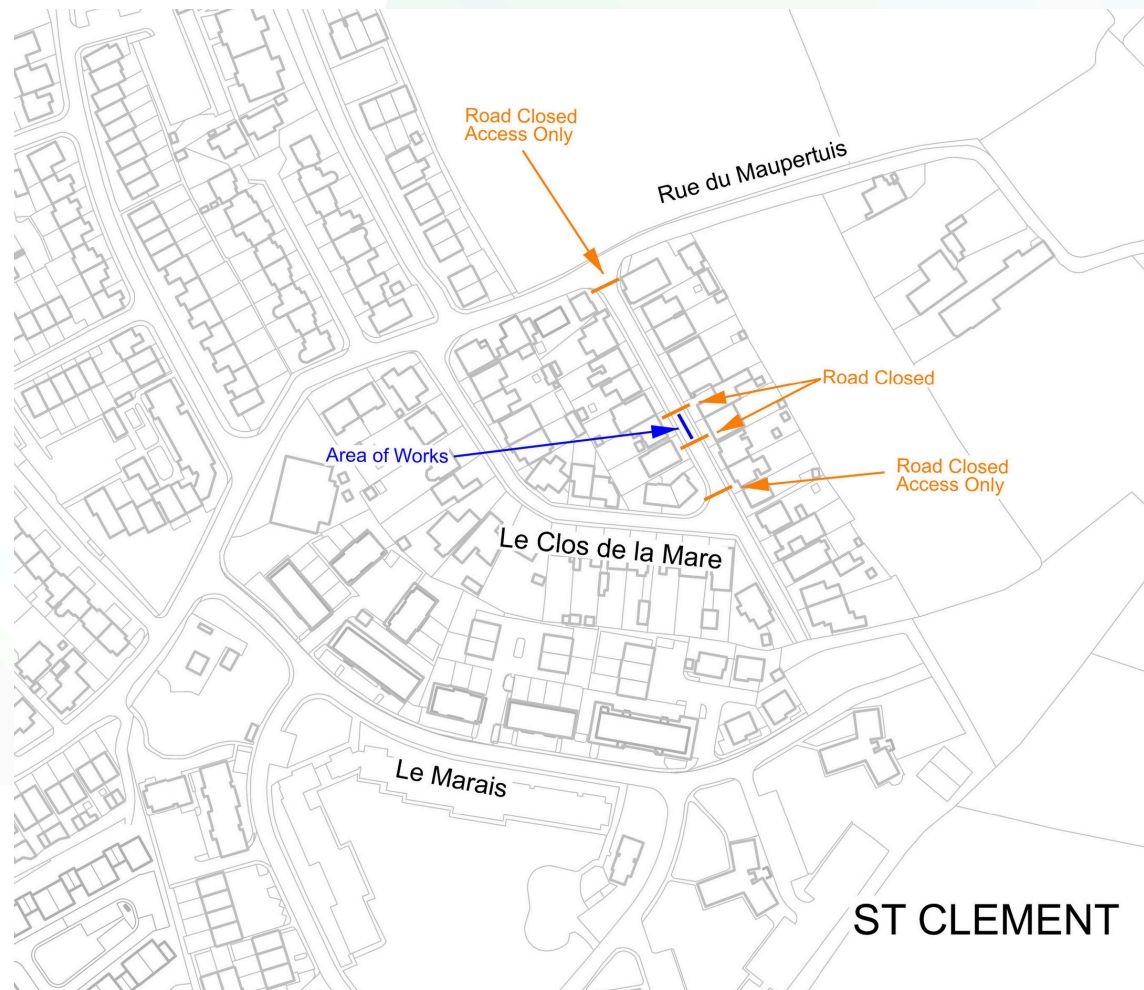 Road Closed
Access Only
Rue du Maupertuis
Road Closed
Area of Works
Road Closed
Access Only
Le Clos de la Mare
Le Marais
ST CLEMENT